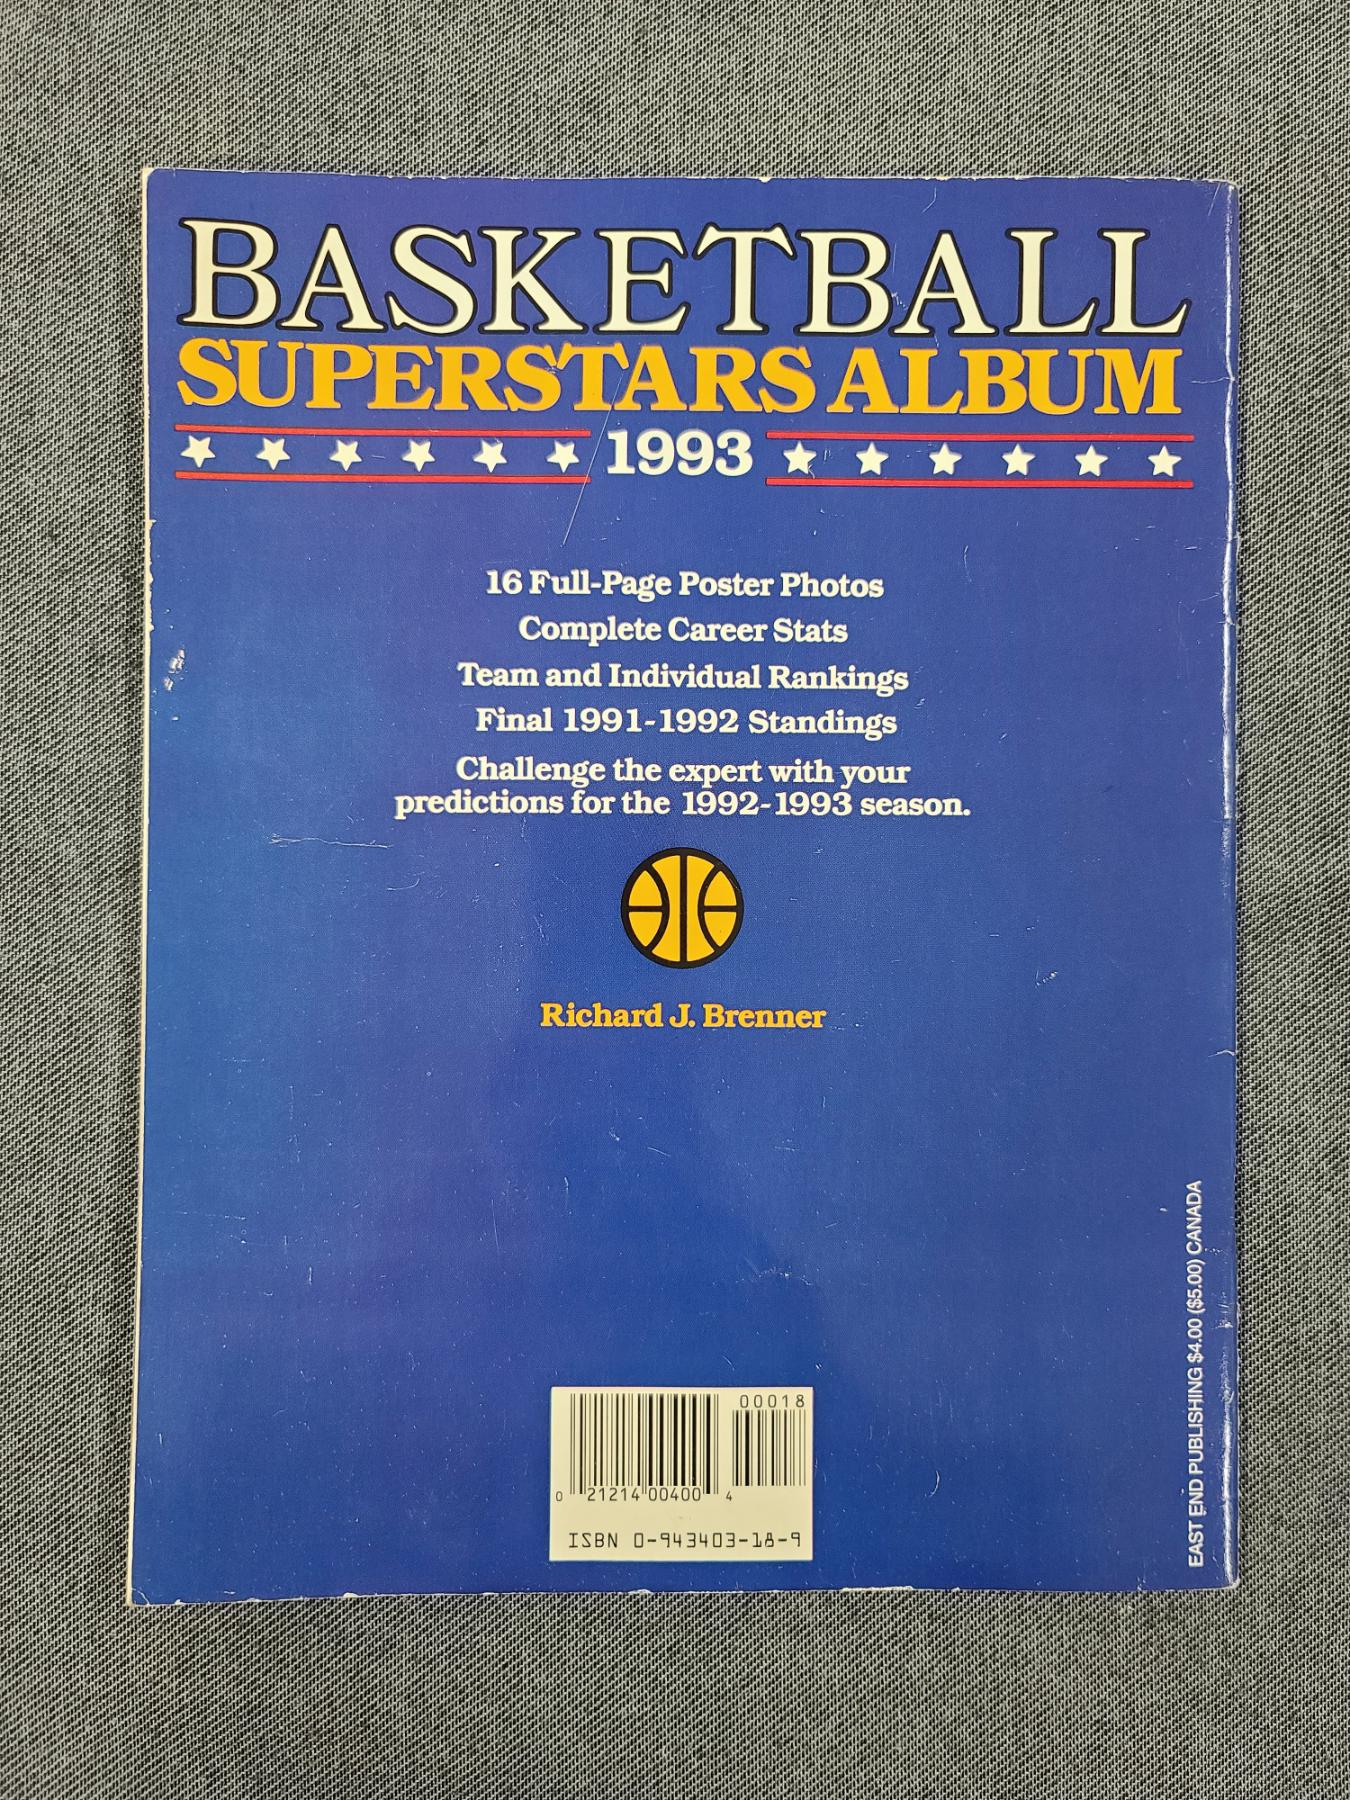 BASKETBALL
SUPERSTARS ALBUM
1993
16 Full-Page Poster Photos
Complete Career Stats
Team and Individual Rankings
Final 1991-1992 Standings
Challenge the expert with your
predictions for the 1992-1993 season.
Richard J. Brenner
EAST END PUBLISHING $4.00 ($5.00) CANADA
00018
0 21214 00400 4
ISBN 0-943403-18-9